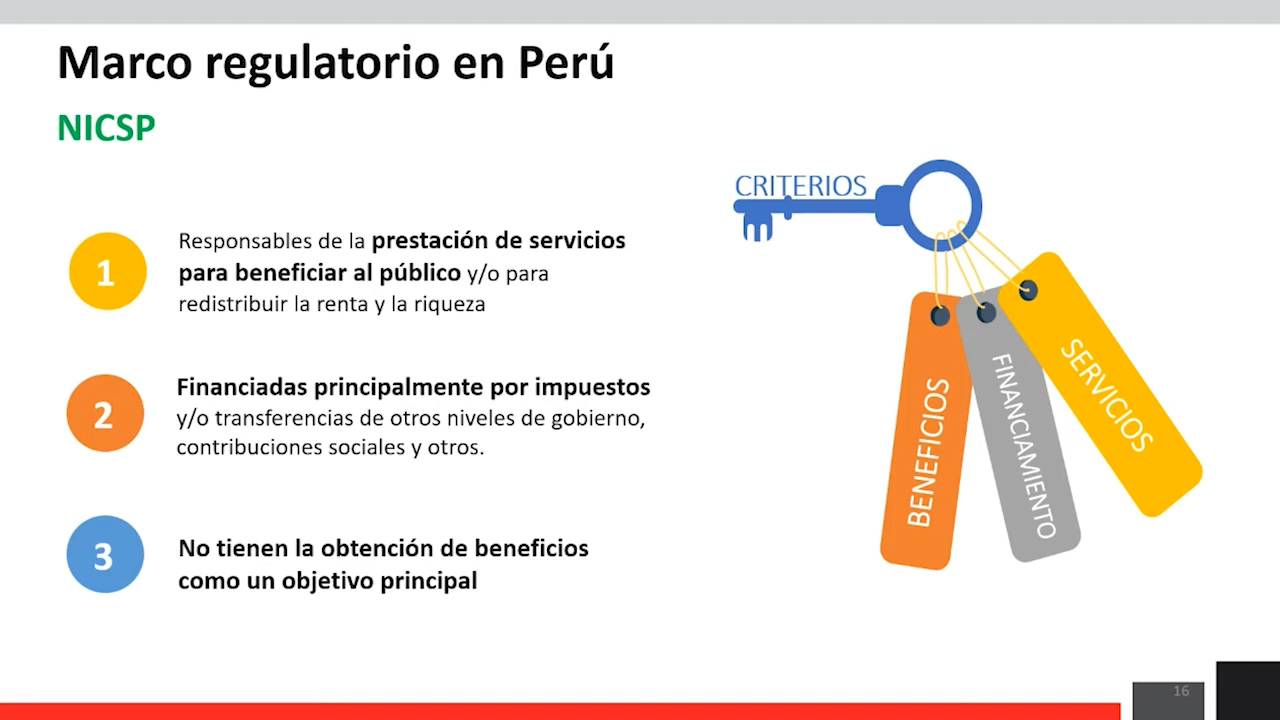 Marco regulatorio en Perú
NICSP
1
Responsables de la prestación de servicios
para beneficiar al público y/o para
redistribuir la renta y la riqueza
2
Financiadas principalmente por impuestos
y/o transferencias de otros niveles de gobierno,
contribuciones sociales y otros.
3
No tienen la obtención de beneficios
como un objetivo principal
CRITERIOS
BENEFICIOS
FINANCIAMIENTO
SERVICIOS
16